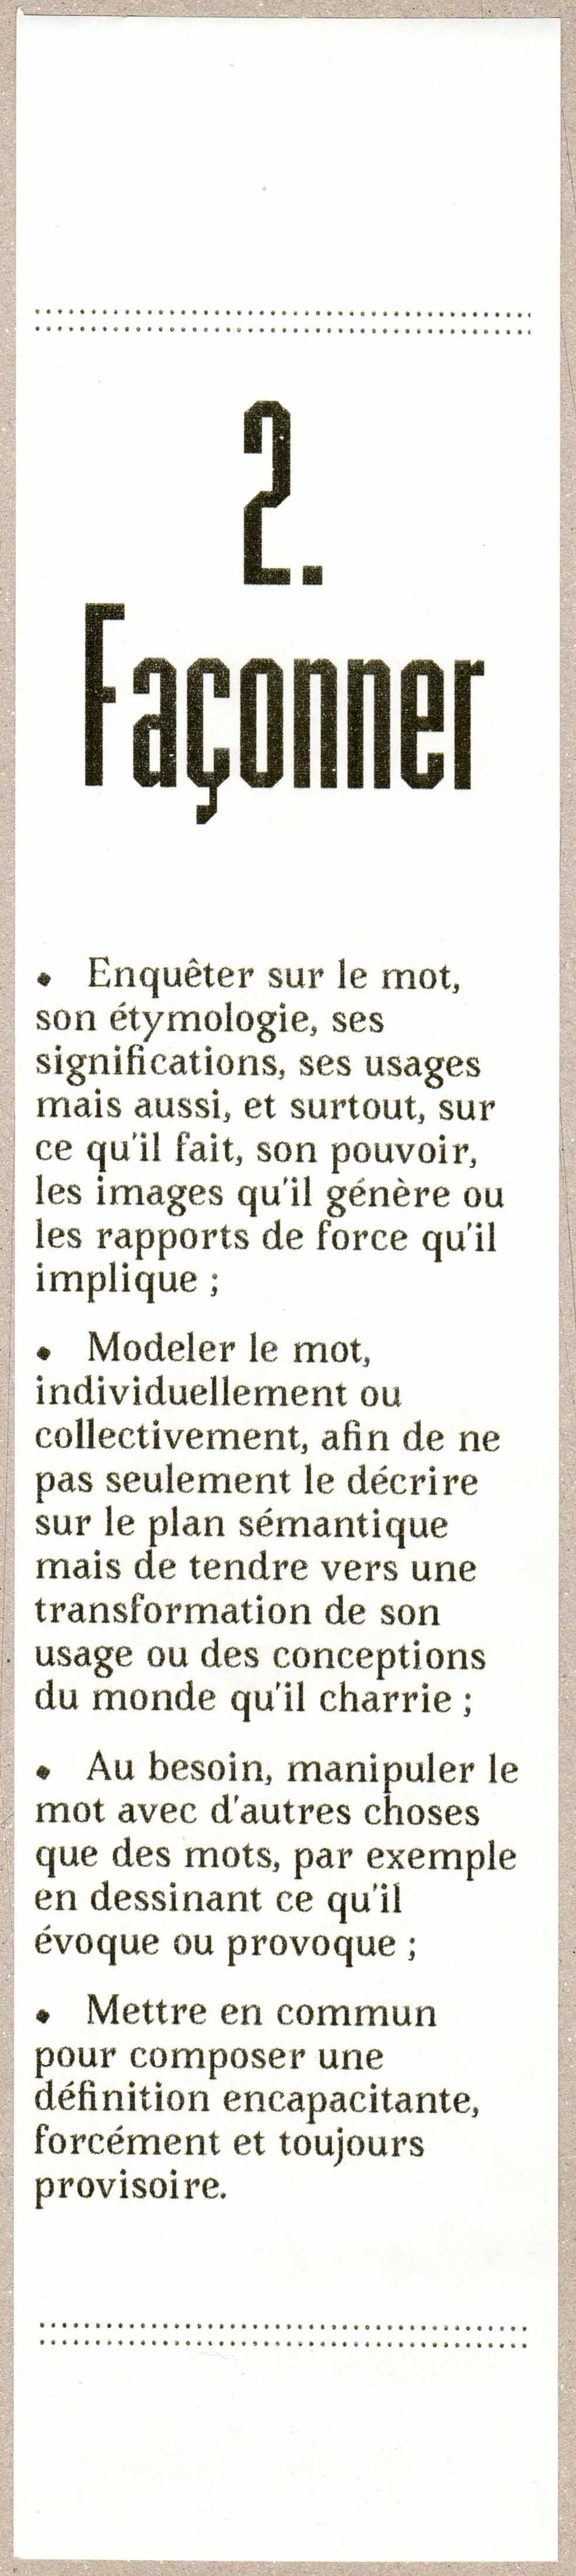 2.
Façonner
• Enquêter sur le mot,
son étymologie, ses
significations, ses usages
mais aussi, et surtout, sur
ce qu'il fait, son pouvoir,
les images qu'il génère ou
les rapports de force qu'il
implique ;
• Modeler le mot,
individuellement ou
collectivement, afin de ne
pas seulement le décrire
sur le plan sémantique
mais de tendre vers une
transformation de son
usage ou des conceptions
du monde qu'il charrie ;
• Au besoin, manipuler le
mot avec d'autres choses
que des mots, par exemple
en dessinant ce qu'il
évoque ou provoque ;
• Mettre en commun
pour composer une
définition encapacitante,
forcément et toujours
provisoire.